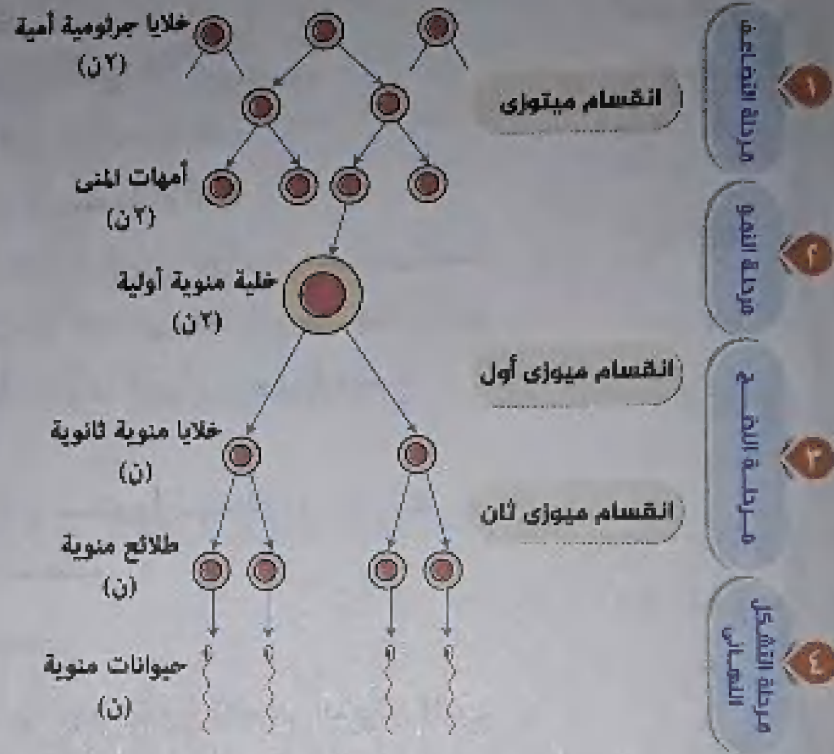 ١
مرحلة التضاعف
انقسام ميتوزى
خلايا جرثومية أمية
(٢ن)
أمهات المنى
(٢ن)
٢
مرحلة النمو
خلية منوية أولية
(٢ن)
٣
مرحلة النضج
انقسام ميوزى أول
خلايا منوية ثانوية
(ن)
انقسام ميوزى ثان
طلائع منوية
(ن)
٤
مرحلة التشكل
النهائى
حيوانات منوية
(ن)